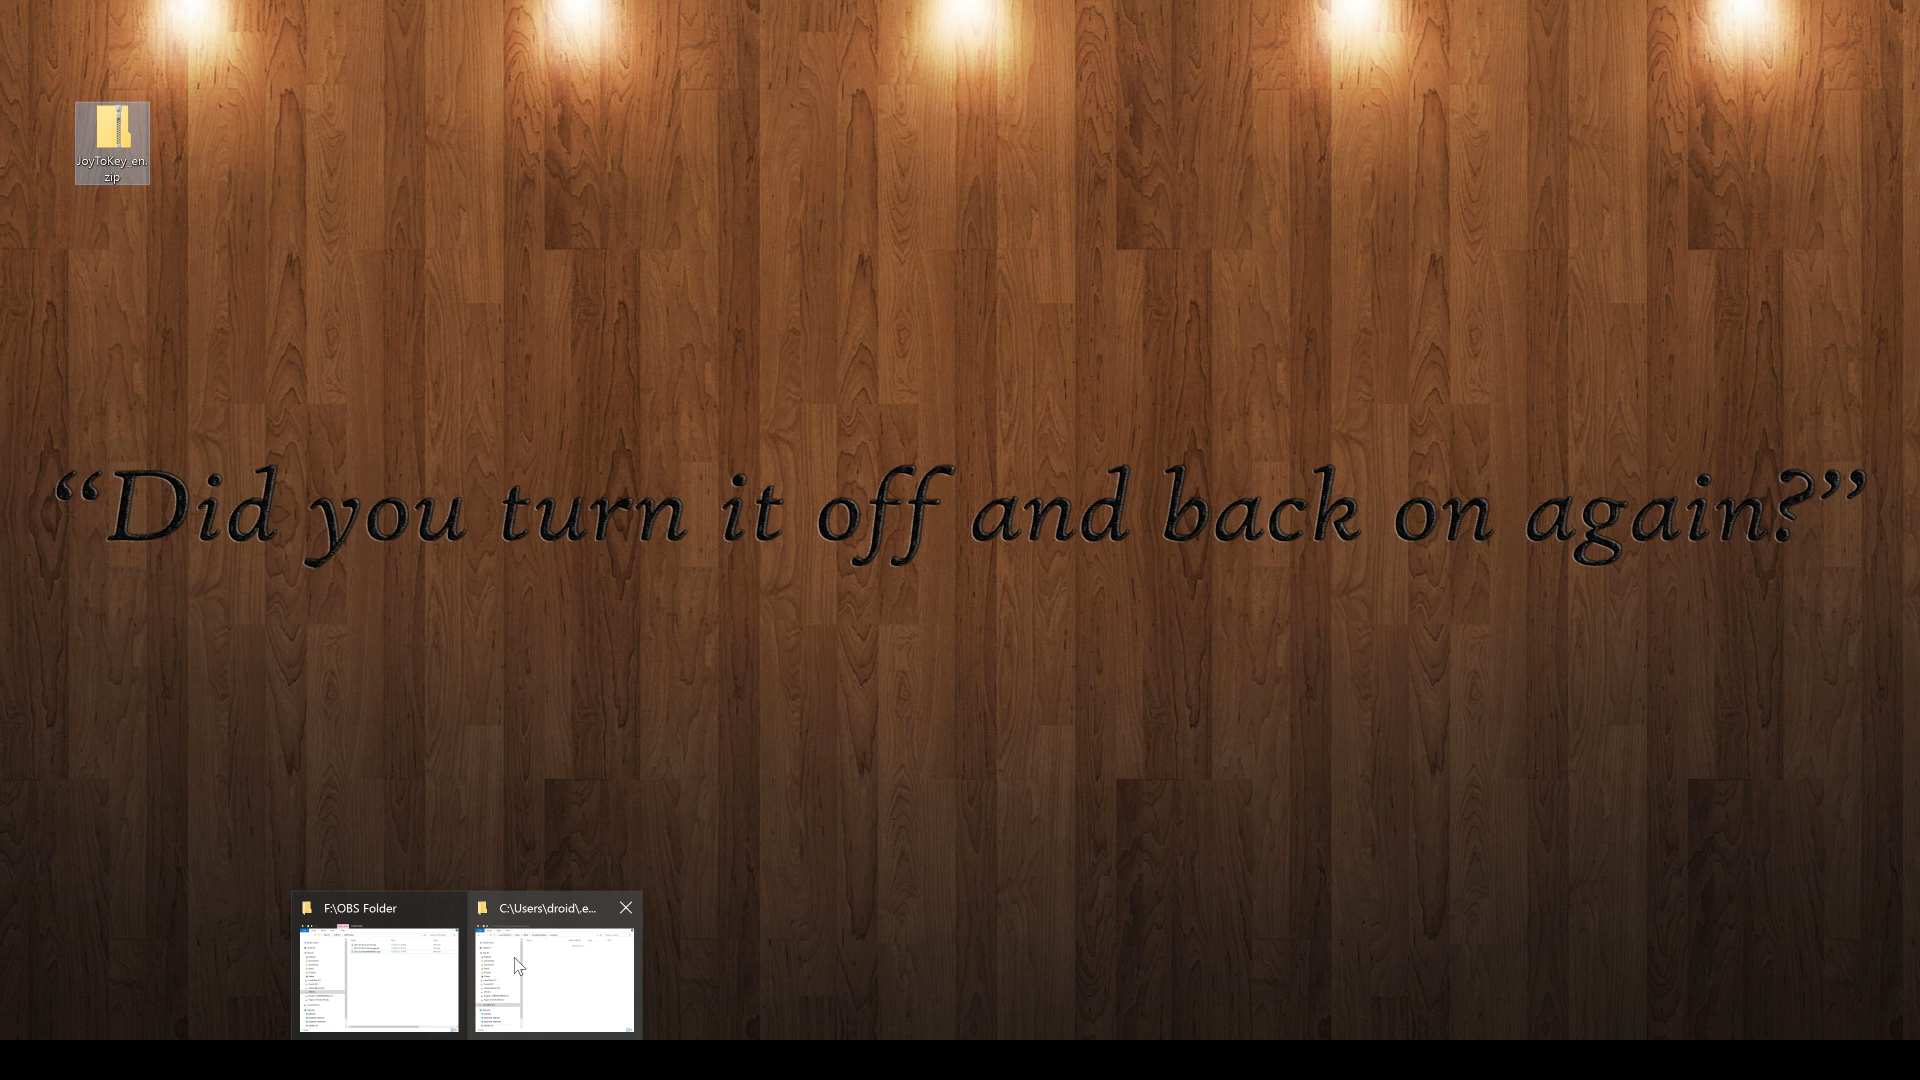 JoyToKey_en.
zip
“Did you turn it off and back on again?”
F:\OBS Folder
C:\Users\droid\.e...